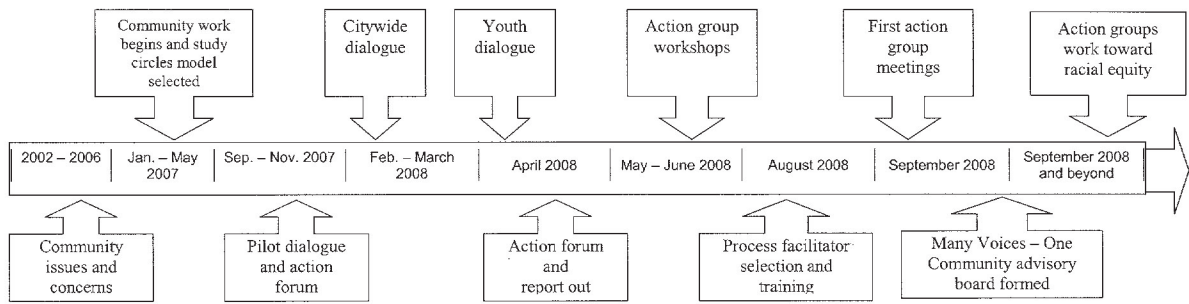 Community work
begins and study
circles model
selected
Citywide
dialogue
Youth
dialogue
Action group
workshops
First action
group
meetings
Action groups
work toward
racial equity
2002 – 2006
Jan. – May
2007
Sep. – Nov. 2007
Feb. – March
2008
April 2008
May – June 2008
August 2008
September 2008
September 2008
and beyond
Community
issues and
concerns
Pilot dialogue
and action
forum
Action forum
and
report out
Process facilitator
selection and
training
Many Voices – One
Community advisory
board formed